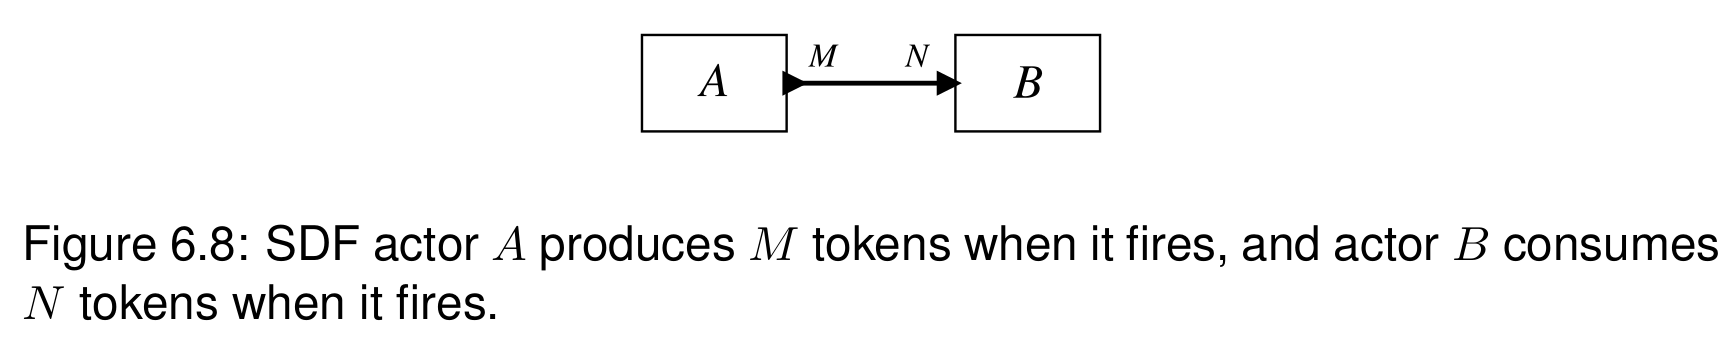 M N
A B
Figure 6.8: SDF actor A produces M tokens when it fires, and actor B consumes
N tokens when it fires.